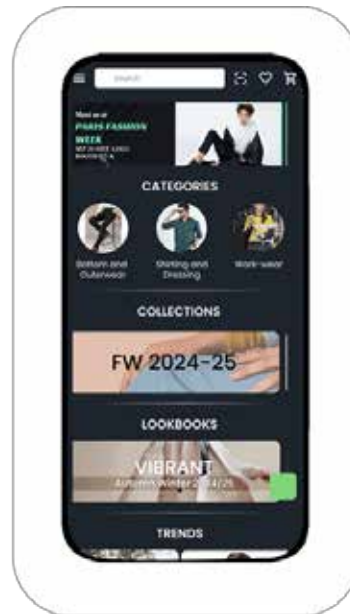 Search
Meet us at
PARIS FASHION
WEEK
CATEGORIES
Bottom and
Outerwear
Shirting and
Dressing
Work-wear
COLLECTIONS
FW 2024-25
LOOKBOOKS
VIBRANT
Autumn Winter 2024/25
TRENDS